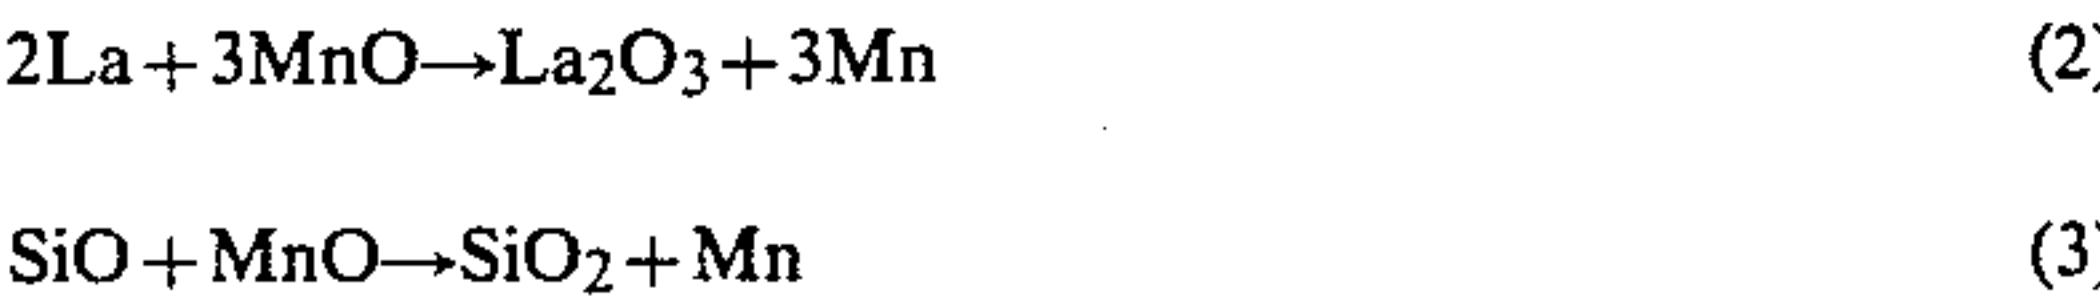 2La+3MnO→La₂O₃+3Mn (2)
SiO+MnO→SiO₂+Mn (3)